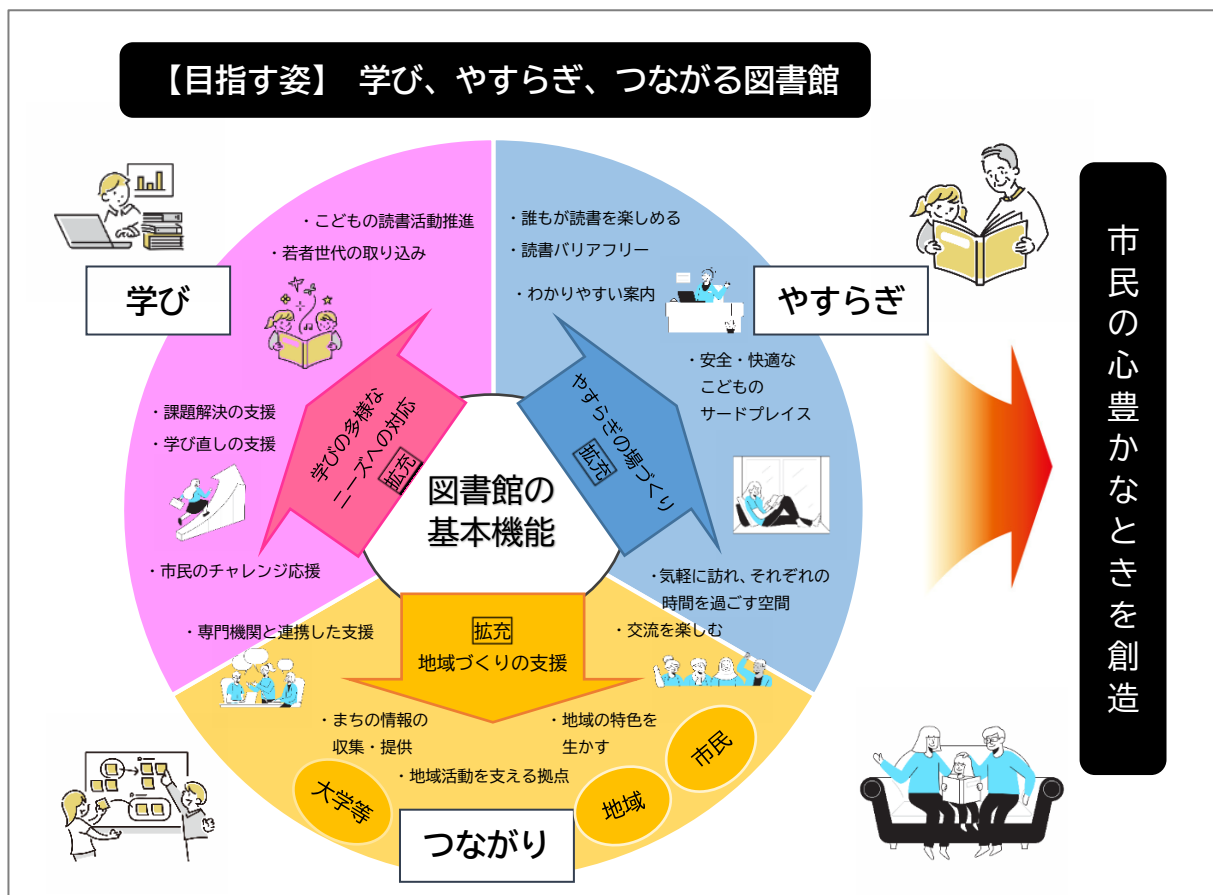 【目指す姿】 学び、やすらぎ、つながる図書館
学び
・こどもの読書活動推進
・若者世代の取り込み
・課題解決の支援
・学び直しの支援
・市民のチャレンジ応援
学びの多様な
ニーズへの対応
拡充
やすらぎ
・誰もが読書を楽しめる
・読書バリアフリー
・わかりやすい案内
・安全・快適な
こどもの
サードプレイス
・気軽に訪れ、それぞれの
時間を過ごす空間
・交流を楽しむ
やすらぎの場づくり
拡充
図書館の
基本機能
拡充
地域づくりの支援
・専門機関と連携した支援
・まちの情報の
収集・提供
・地域の特色を
生かす
・地域活動を支える拠点
大学等
地域
市民
つながり
市民の心豊かなときを創造